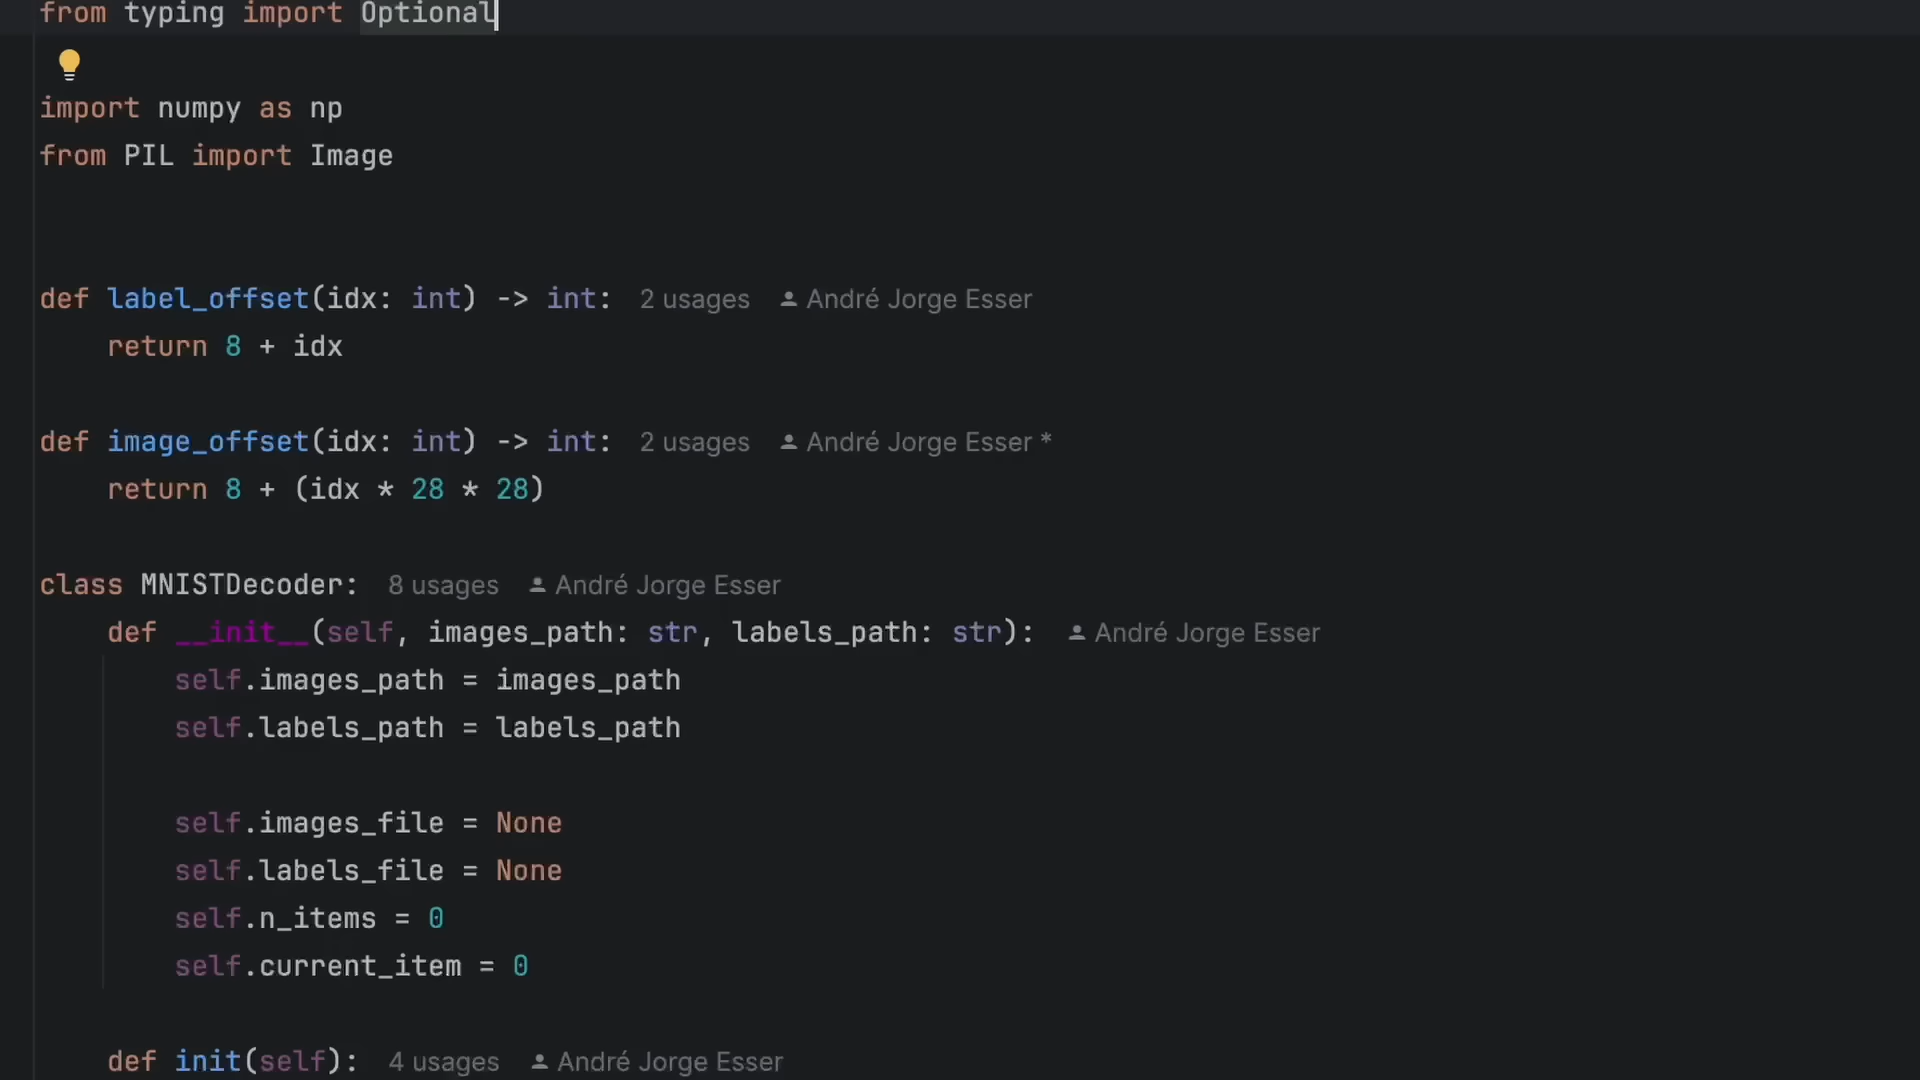 from typing import Optional
import numpy as np
from PIL import Image
def label_offset(idx: int) -> int: 2 usages André Jorge Esser
return 8 + idx
def image_offset(idx: int) -> int: 2 usages André Jorge Esser *
return 8 + (idx * 28 * 28)
class MNISTDecoder: 8 usages André Jorge Esser
def __init__(self, images_path: str, labels_path: str): André Jorge Esser
self.images_path = images_path
self.labels_path = labels_path
self.images_file = None
self.labels_file = None
self.n_items = 0
self.current_item = 0
def init(self): 4 usages André Jorge Esser